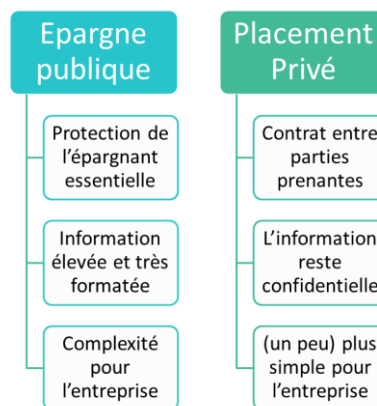 Epargne
publique
Protection de
l'épargnant
essentielle
Information
élevée et très
formatée
Complexité
pour
l'entreprise
Placement
Privé
Contrat entre
parties
prenantes
L'information
reste
confidentielle
(un peu) plus
simple pour
l'entreprise